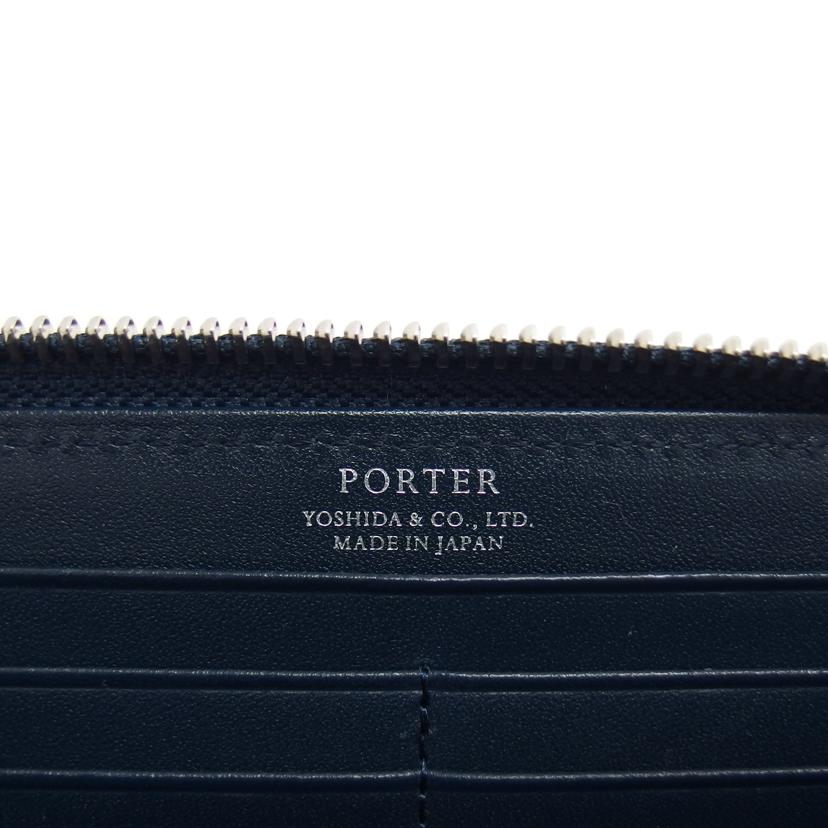 PORTER
YOSHIDA & CO., LTD.
MADE IN JAPAN